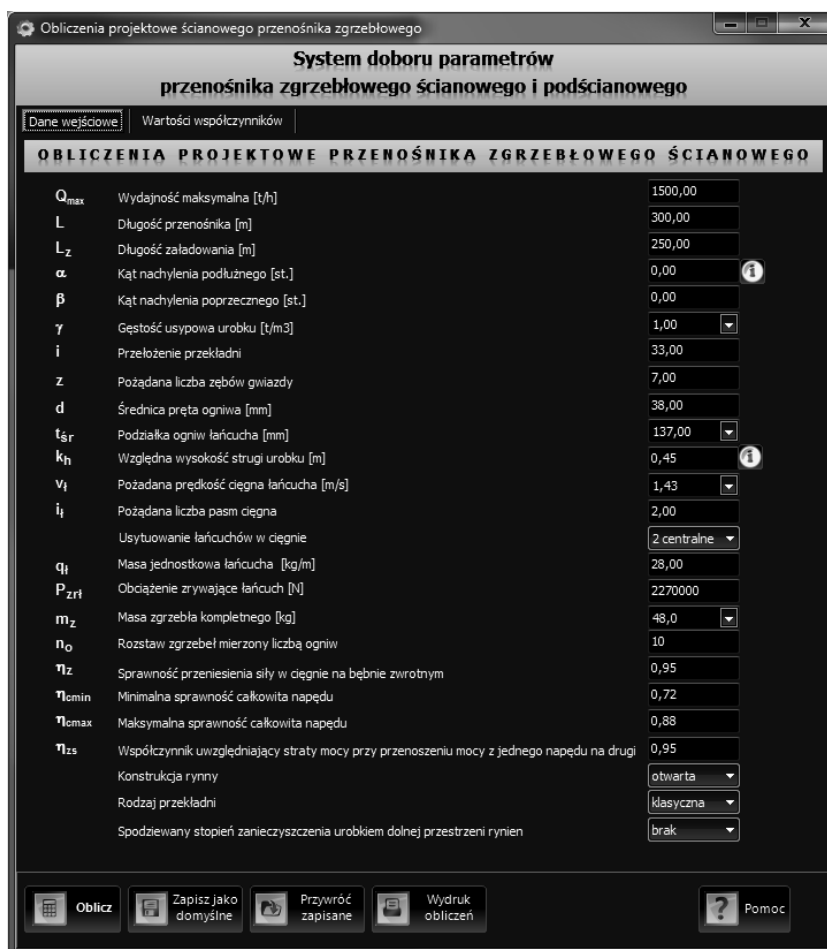 Obliczenia projektowe ścianowego przenośnika zgrzebłowego
System doboru parametrów
przenośnika zgrzebłowego ścianowego i podścianowego
Dane wejściowe Wartości współczynników
OBLICZENIA PROJEKTOWE PRZENOŚNIKA ZGRZEBŁOWEGO ŚCIANOWEGO
Qmax Wydajność maksymalna [t/h] 1500,00
L Długość przenośnika [m] 300,00
Lz Długość załadowania [m] 250,00
α Kąt nachylenia podłużnego [st.] 0,00
β Kąt nachylenia poprzecznego [st.] 0,00
γ Gęstość usypowa urobku [t/m3] 1,00
i Przełożenie przekładni 33,00
z Pożądana liczba zębów gwiazdy 7,00
d Średnica pręta ogniwa [mm] 38,00
tśr Podziałka ogniw łańcucha [mm] 137,00
kh Względna wysokość strugi urobku [m] 0,45
vł Pożadana prędkość cięgna łańcucha [m/s] 1,43
ił Pożądana liczba pasm cięgna 2,00
Usytuowanie łańcuchów w cięgnie 2 centralne
qł Masa jednostkowa łańcucha [kg/m] 28,00
Pzrł Obciążenie zrywające łańcuch [N] 2270000
mz Masa zgrzebła kompletnego [kg] 48,0
no Rozstaw zgrzebeł mierzony liczbą ogniw 10
ηz Sprawność przeniesienia siły w cięgnie na bębnie zwrotnym 0,95
ηcmin Minimalna sprawność całkowita napędu 0,72
ηcmax Maksymalna sprawność całkowita napędu 0,88
ηzs Współczynnik uwzględniający straty mocy przy przenoszeniu mocy z jednego napędu na drugi 0,95
Konstrukcja rynny otwarta
Rodzaj przekładni klasyczna
Spodziewany stopień zanieczyszczenia urobkiem dolnej przestrzeni rynien brak
Oblicz Zapisz jako domyślne Przywróć zapisane Wydruk obliczeń Pomoc